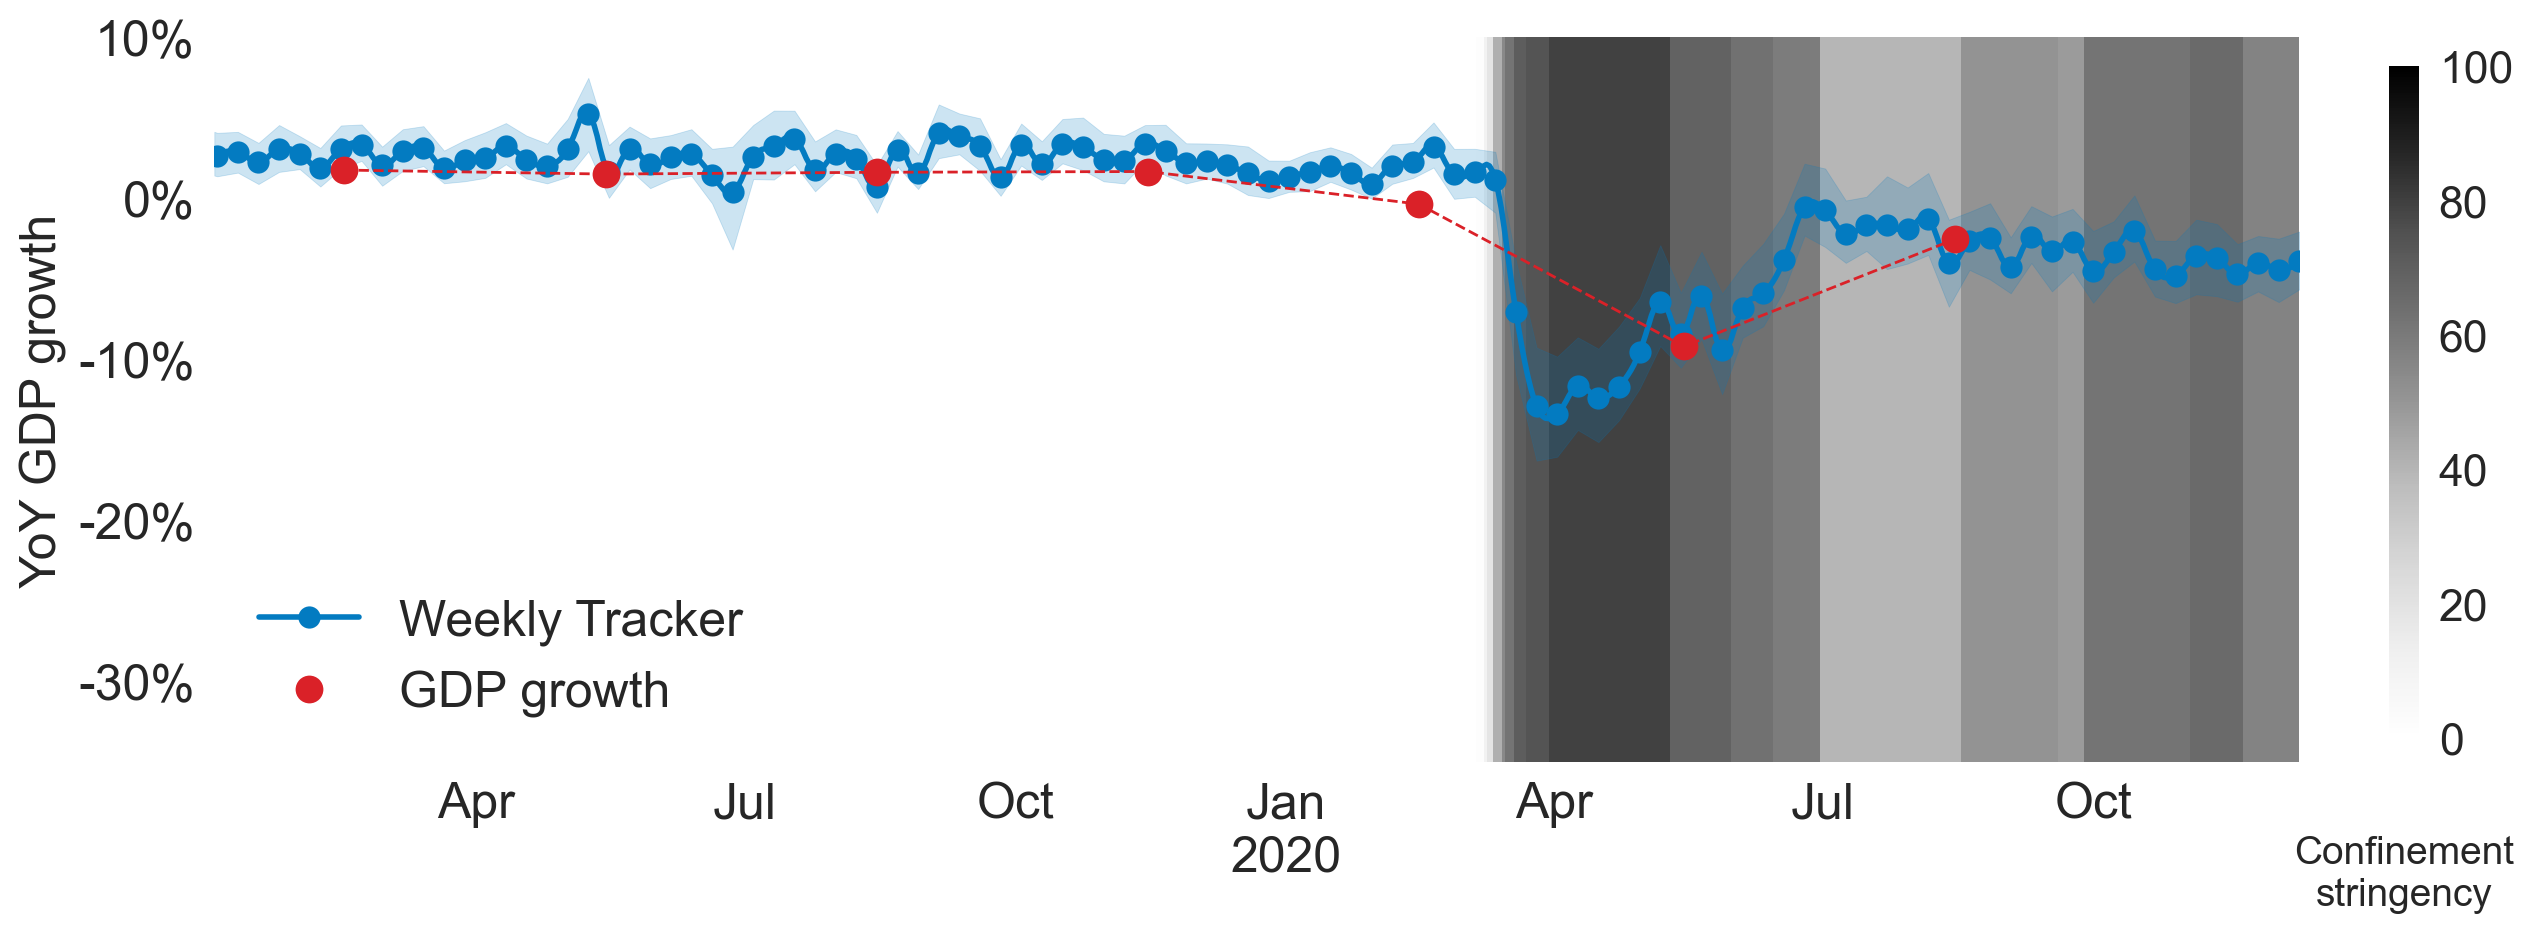 YoY GDP growth
10%
0%
-10%
-20%
-30%
Weekly Tracker
GDP growth
Apr
Jul
Oct
Jan
2020
Apr
Jul
Oct
100
80
60
40
20
0
Confinement
stringency